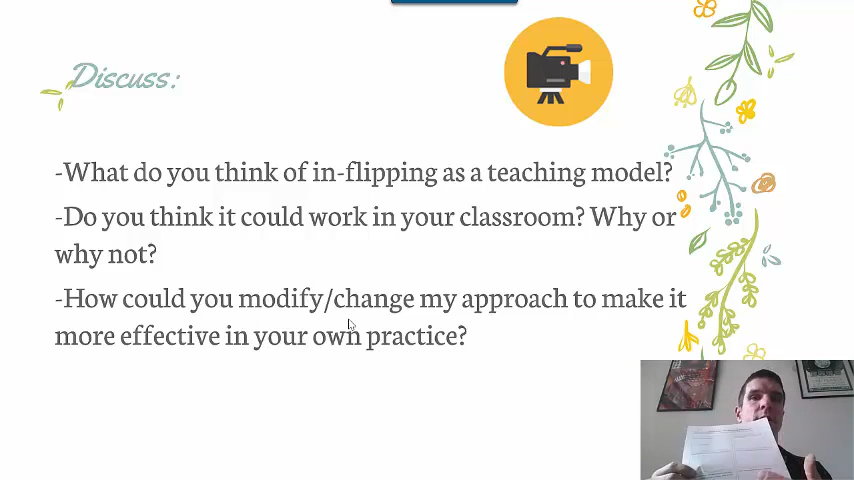 Discuss:
-What do you think of in-flipping as a teaching model?
-Do you think it could work in your classroom? Why or
why not?
-How could you modify/change my approach to make it
more effective in your own practice?